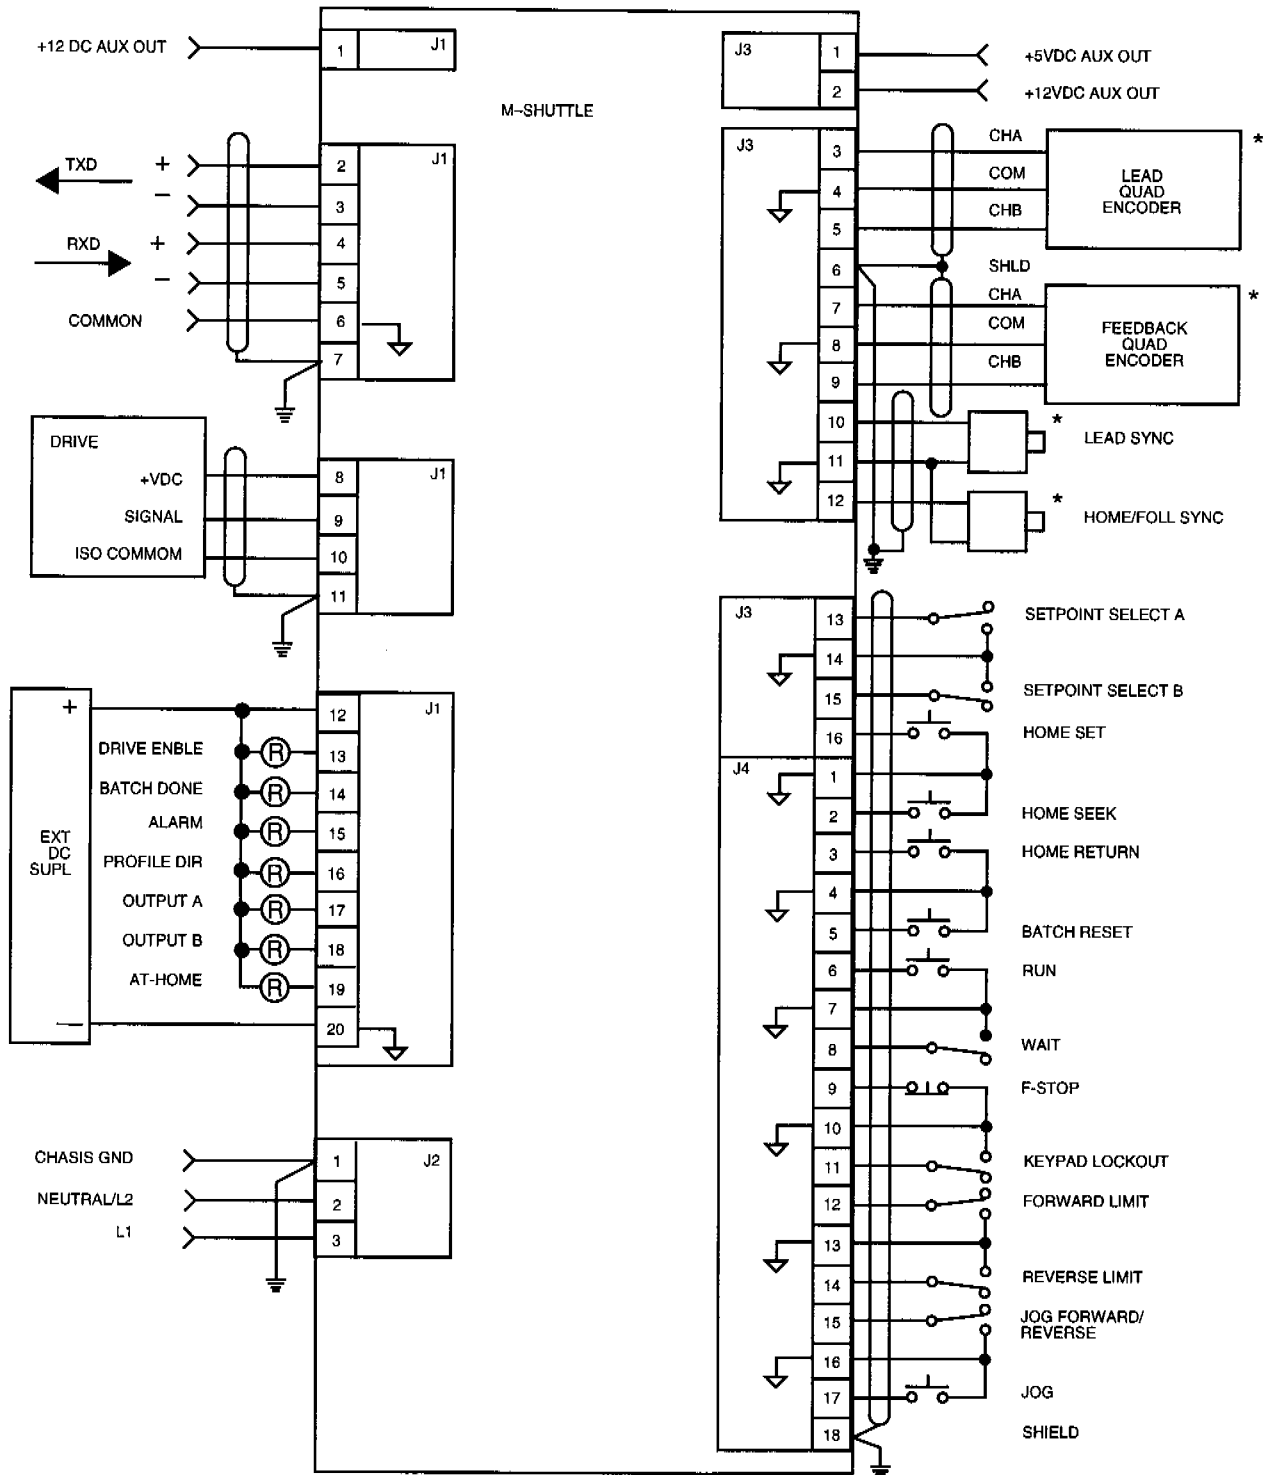 +12 DC AUX OUT
1
J1
M-SHUTTLE
TXD
+
−
RXD
+
−
COMMON
2
3
4
5
6
7
J1
DRIVE
+VDC
SIGNAL
ISO COMMOM
8
9
10
11
J1
EXT
DC
SUPL
+
—
DRIVE ENBLE
BATCH DONE
ALARM
PROFILE DIR
OUTPUT A
OUTPUT B
AT-HOME
R
R
R
R
R
R
R
12
13
14
15
16
17
18
19
20
J1
CHASIS GND
NEUTRAL/L2
L1
1
2
3
J2
J3
1
2
+5VDC AUX OUT
+12VDC AUX OUT
J3
3
4
5
6
7
8
9
10
11
12
CHA
COM
CHB
SHLD
CHA
COM
CHB
LEAD
QUAD
ENCODER
*
FEEDBACK
QUAD
ENCODER
*
* LEAD SYNC
* HOME/FOLL SYNC
J3
13
14
15
16
SETPOINT SELECT A
SETPOINT SELECT B
HOME SET
J4
1
2
3
4
5
6
7
8
9
10
11
12
13
14
15
16
17
18
HOME SEEK
HOME RETURN
BATCH RESET
RUN
WAIT
F-STOP
KEYPAD LOCKOUT
FORWARD LIMIT
REVERSE LIMIT
JOG FORWARD/
REVERSE
JOG
SHIELD